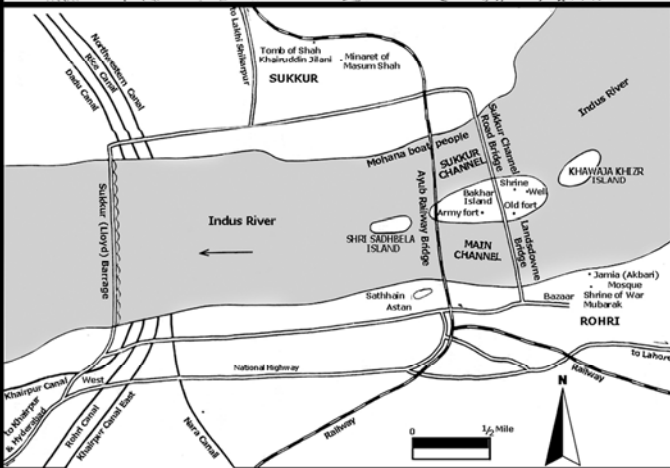 to Lakhi Shikarpur
Northwestern Canal
Rice Canal
Dadu Canal
Tomb of Shah
Khairuddin Jilani
Minaret of
Masum Shah
SUKKUR
Indus River
Mohana boat people
SUKKUR
CHANNEL
Sukkur Channel
Road Bridge
KHAWAJA KHIZR
ISLAND
Shrine
Well
Bakhar
Island
Old fort
Army fort
Ayub Railway Bridge
Sukkur (Lloyd) Barrage
Indus River
SHRI SADHBELA
ISLAND
MAIN
CHANNEL
Landsdowne
Bridge
Jamia (Akbari)
Mosque
Shrine of War
Mubarak
Sathhain
Astan
Bazaar
ROHRI
to Lahore
National Highway
Railway
Khairpur Canal
West
to Khairpur
& Hyderabad
Rohri Canal
Khairpur Canal East
Nara Canall
Railway
N
0
1/2 Mile